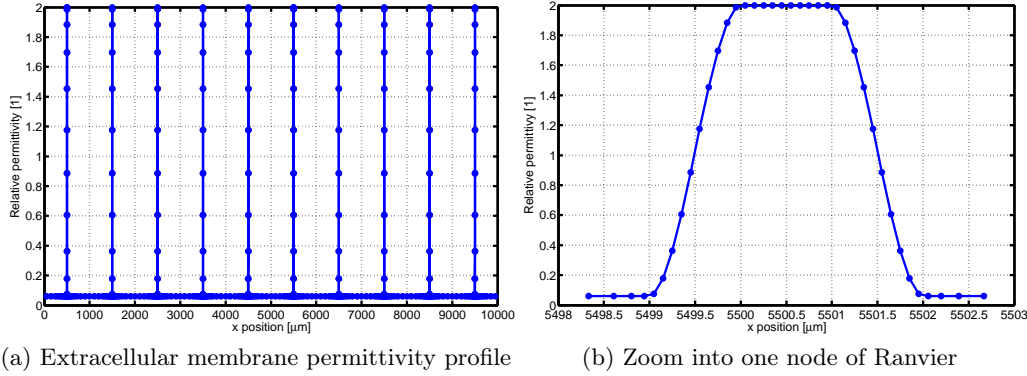 Relative permittivity [1]
2
1.8
1.6
1.4
1.2
1
0.8
0.6
0.4
0.2
0
0 1000 2000 3000 4000 5000 6000 7000 8000 9000 10000
x position [µm]
(a) Extracellular membrane permittivity profile
Relative permittivy [1]
2
1.8
1.6
1.4
1.2
1
0.8
0.6
0.4
0.2
0
5498 5498.5 5499 5499.5 5500 5500.5 5501 5501.5 5502 5502.5 5503
x position [µm]
(b) Zoom into one node of Ranvier